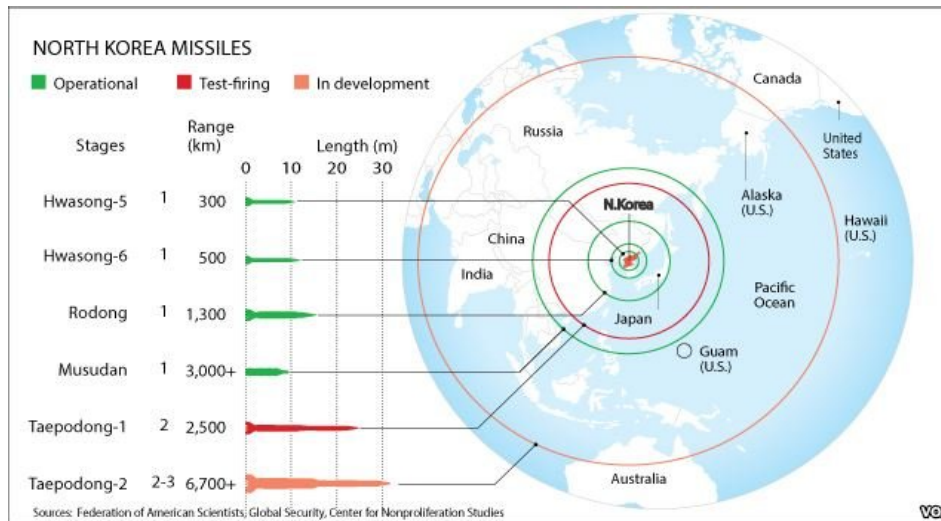 NORTH KOREA MISSILES
Operational Test-firing In development
Stages Range (km) Length (m)
0 10 20 30
Hwasong-5 1 300
Hwasong-6 1 500
Rodong 1 1,300
Musudan 1 3,000+
Taepodong-1 2 2,500
Taepodong-2 2-3 6,700+
Sources: Federation of American Scientists, Global Security, Center for Nonproliferation Studies
Canada
Russia
United States
N.Korea
Alaska (U.S.)
Hawaii (U.S.)
China
India
Pacific Ocean
Japan
Guam (U.S.)
Australia